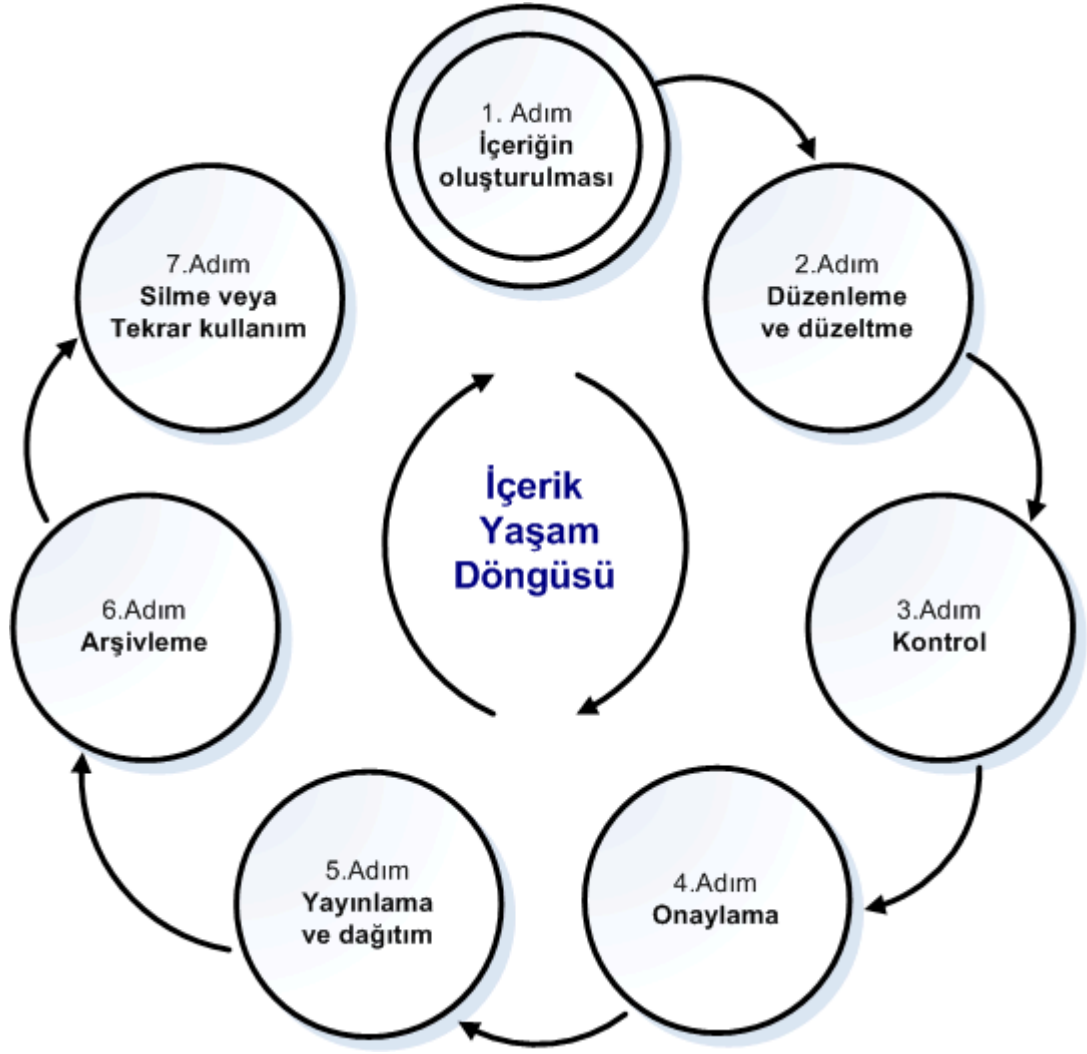 1. Adım
İçeriğin
oluşturulması
2.Adım
Düzenleme
ve düzeltme
3.Adım
Kontrol
4.Adım
Onaylama
5.Adım
Yayınlama
ve dağıtım
6.Adım
Arşivleme
7.Adım
Silme veya
Tekrar kullanım
İçerik
Yaşam
Döngüsü